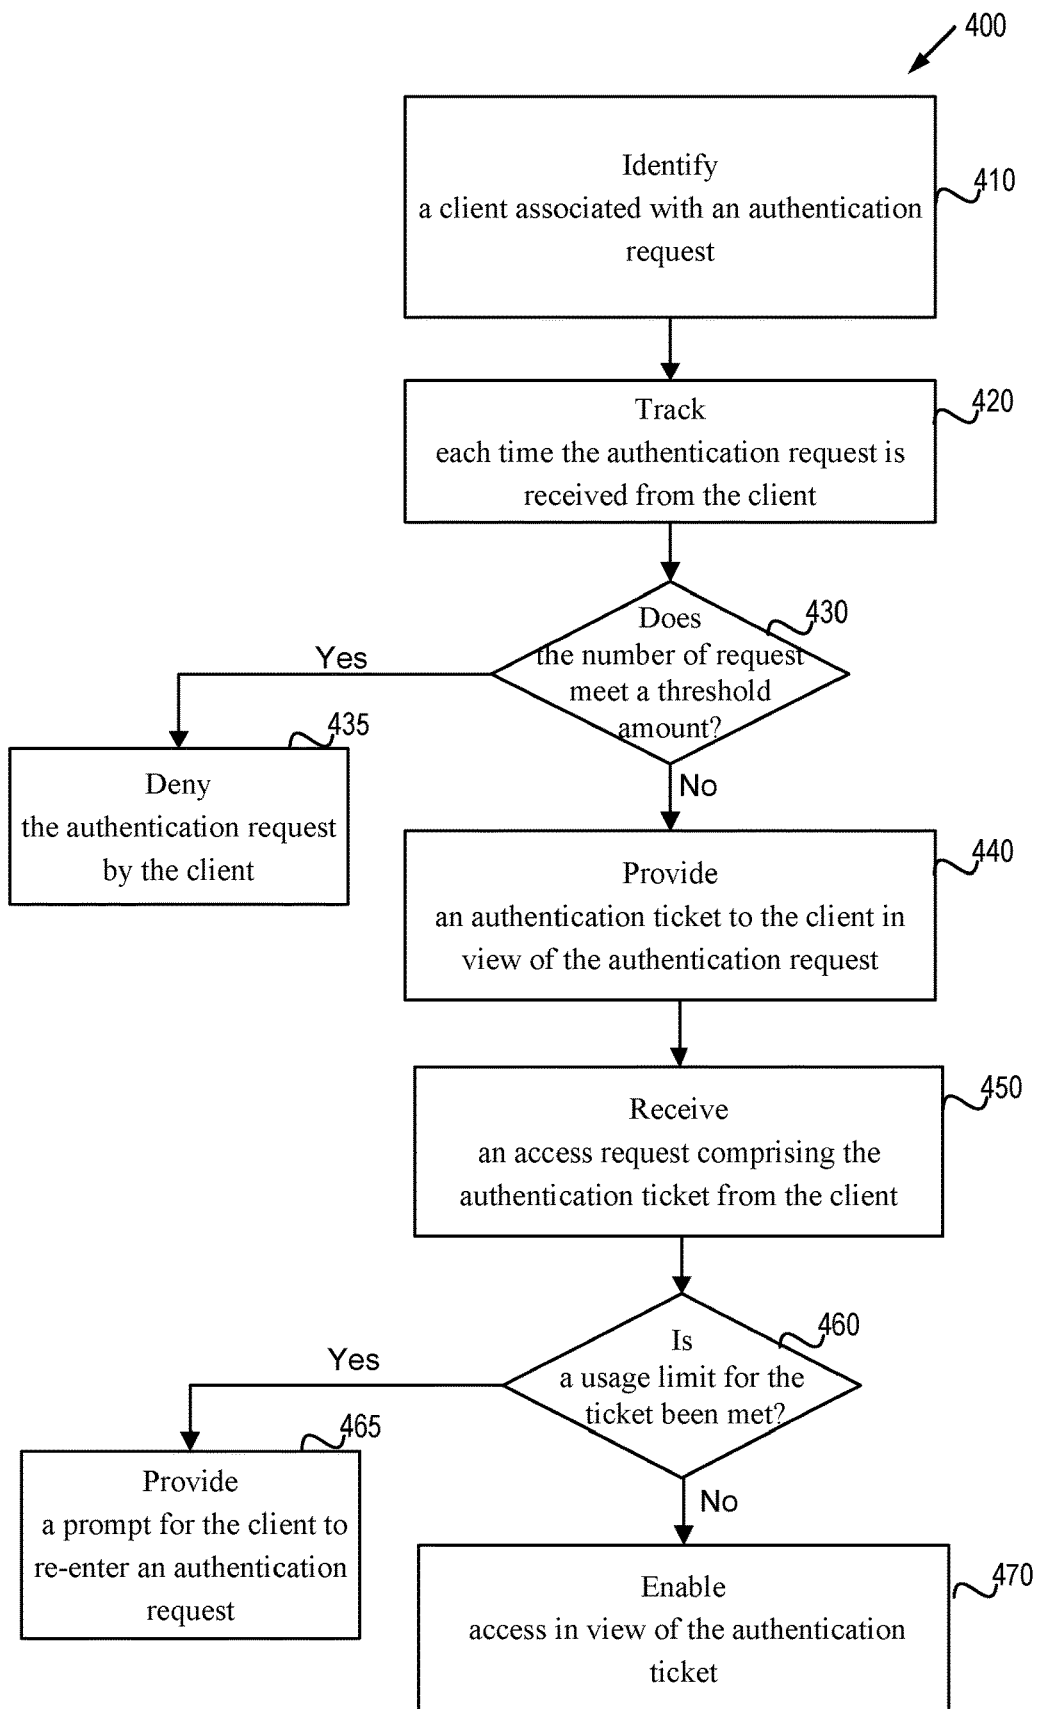 400
Identify
a client associated with an authentication
request
410
Track
each time the authentication request is
received from the client
420
Does
the number of request
meet a threshold
amount?
430
Yes
435
Deny
the authentication request
by the client
No
Provide
an authentication ticket to the client in
view of the authentication request
440
Receive
an access request comprising the
authentication ticket from the client
450
Is
a usage limit for the
ticket been met?
460
Yes
465
Provide
a prompt for the client to
re-enter an authentication
request
No
Enable
access in view of the authentication
ticket
470